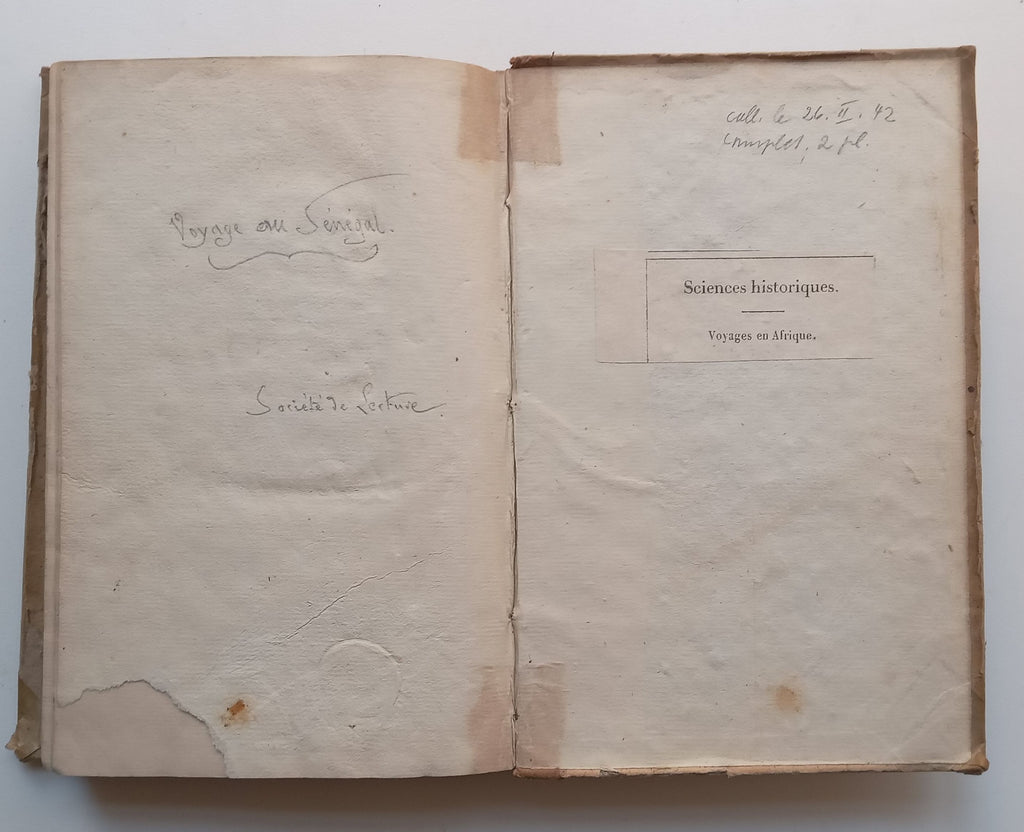 Voyage au Sénégal.
Société de Lecture.
coll. le 26. II. 42
complet, 2 pl.
Sciences historiques.
Voyages en Afrique.